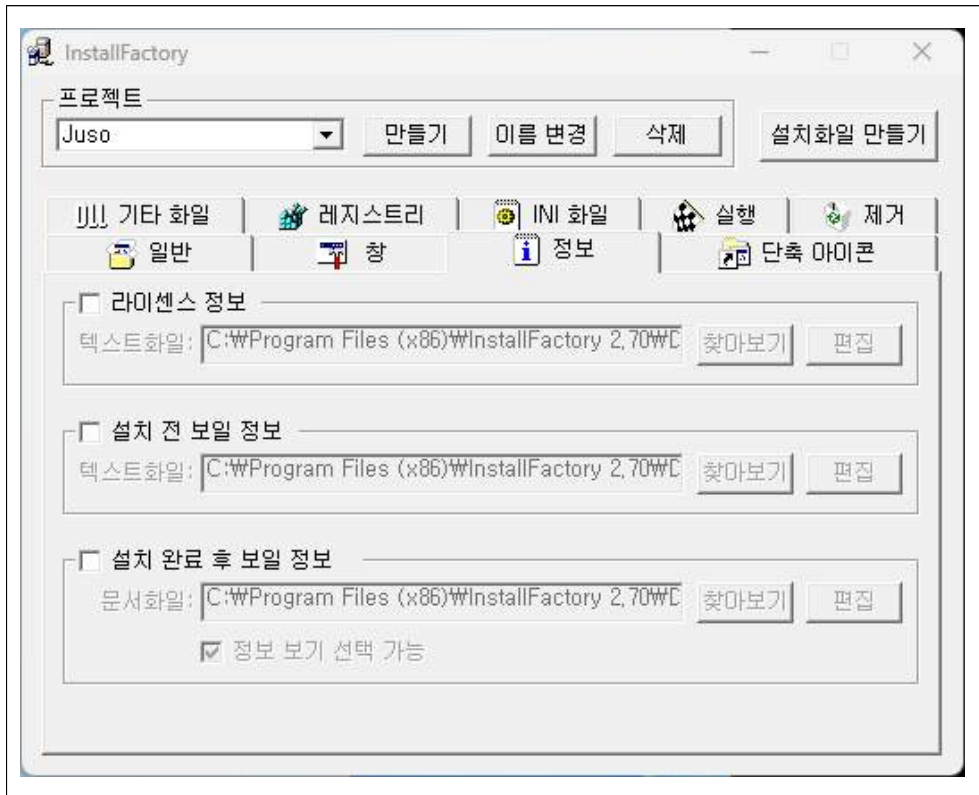 InstallFactory
프로젝트
Juso 만들기 이름 변경 삭제 설치화일 만들기
기타 화일 레지스트리 INI 화일 실행 제거
일반 창 정보 단축 아이콘
라이센스 정보
텍스트화일: C:₩Program Files (x86)₩InstallFactory 2,70₩D 찾아보기 편집
설치 전 보일 정보
텍스트화일: C:₩Program Files (x86)₩InstallFactory 2,70₩D 찾아보기 편집
설치 완료 후 보일 정보
문서화일: C:₩Program Files (x86)₩InstallFactory 2,70₩D 찾아보기 편집
정보 보기 선택 가능